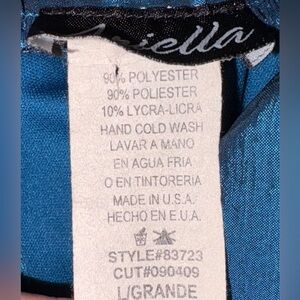 Ariella
90% POLYESTER
90% POLIESTER
10% LYCRA-LICRA
HAND COLD WASH
LAVAR A MANO
EN AGUA FRIA
O EN TINTORERIA
MADE IN U.S.A.
HECHO EN E.U.A.
STYLE#83723
CUT#090409
L/GRANDE